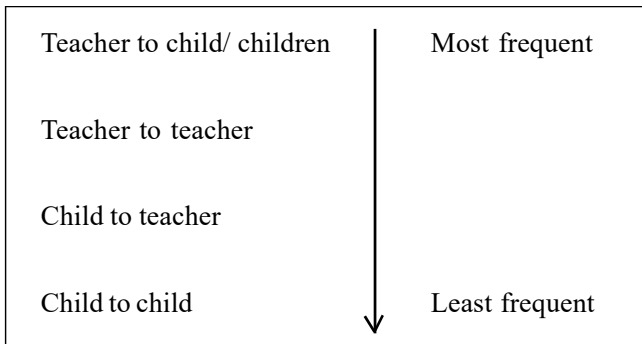 Teacher to child/ children Most frequent
Teacher to teacher
Child to teacher
Child to child Least frequent